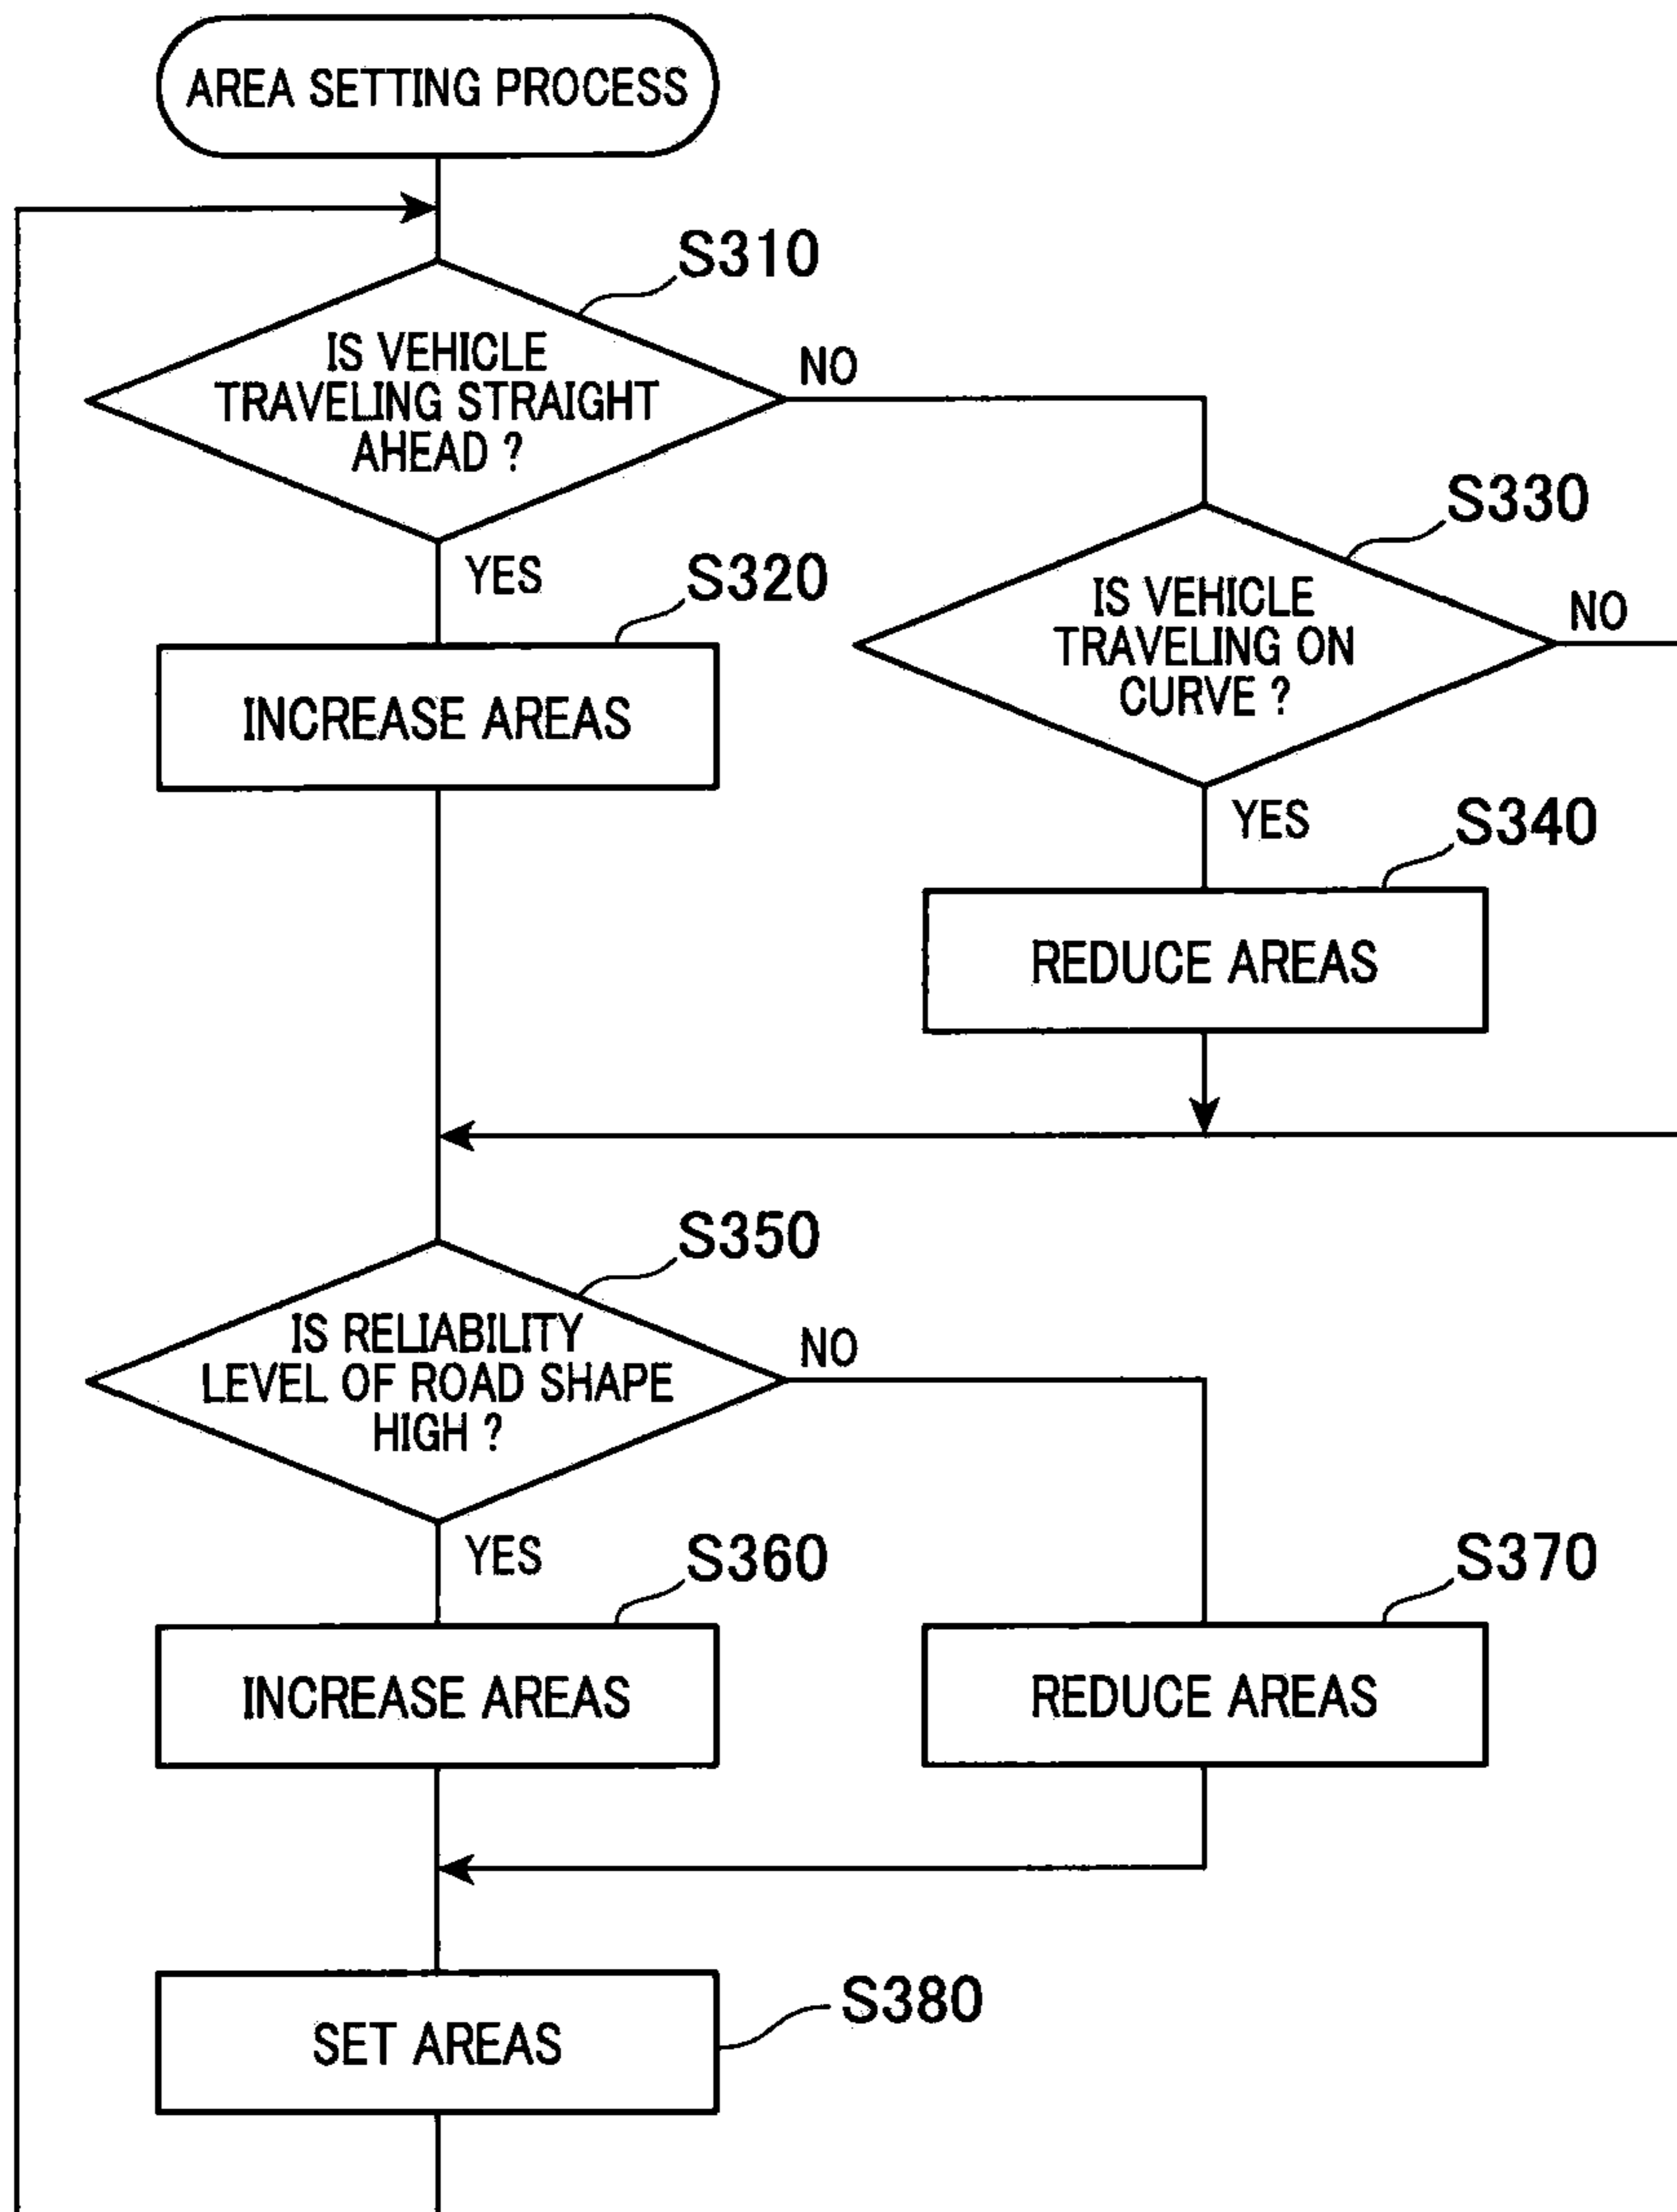 AREA SETTING PROCESS
S310
IS VEHICLE
TRAVELING STRAIGHT
AHEAD ?
NO
YES
S320
INCREASE AREAS
S330
IS VEHICLE
TRAVELING ON
CURVE ?
NO
YES
S340
REDUCE AREAS
S350
IS RELIABILITY
LEVEL OF ROAD SHAPE
HIGH ?
NO
YES
S360
INCREASE AREAS
S370
REDUCE AREAS
S380
SET AREAS